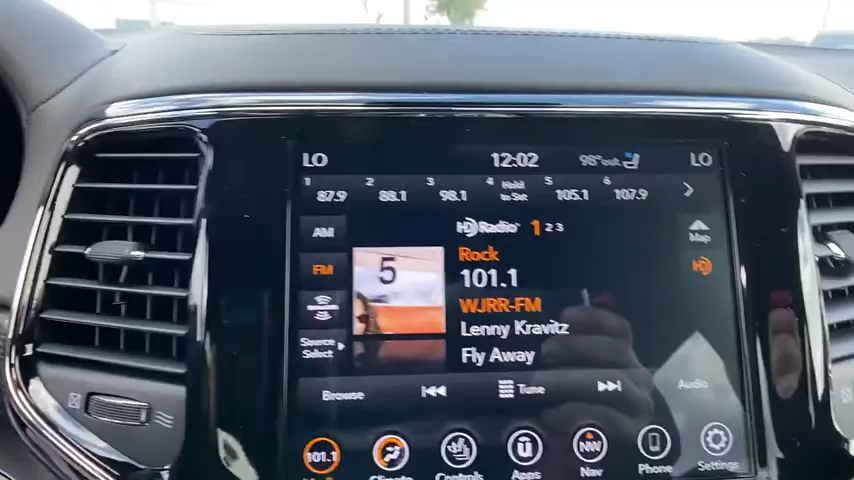 LO 12:02 98°out LO
1 2 3 4 5 6
87.9 88.1 98.1 Hold to Set 105.1 107.9
AM HD Radio 1 2 3 Map
FM Rock HD
5
101.1
WJRR-FM
Lenny Kravitz
Source Select
Fly Away
Browse Tune Audio
101.1 NW
Climate Controls Apps Nav Phone Settings